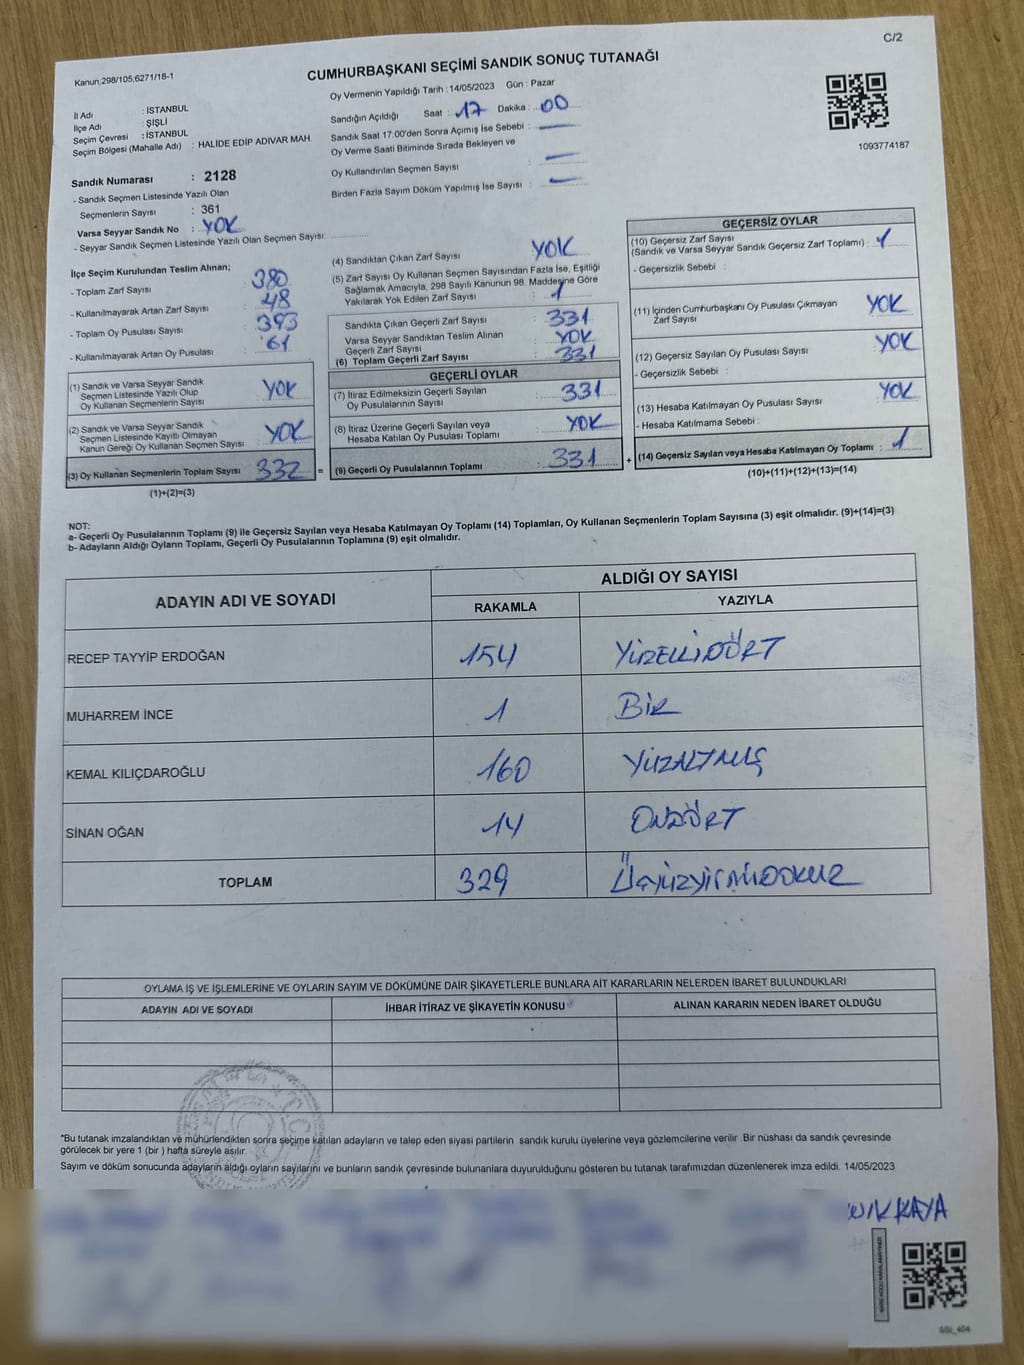 C/2
Kanun 298/105,6271/18-1
CUMHURBAŞKANI SEÇİMİ SANDIK SONUÇ TUTANAĞI
Oy Vermenin Yapıldığı Tarih : 14/05/2023 Gün : Pazar
İl Adı : İSTANBUL
İlçe Adı : ŞİŞLİ
Seçim Çevresi : İSTANBUL
Seçim Bölgesi (Mahalle Adı) : HALIDE EDIP ADIVAR MAH.
Sandığın Açıldığı Saat : 17 Dakika : 00
Sandık Saat 17:00'den Sonra Açımış İse Sebebi :
Oy Verme Saati Bitiminde Sırada Bekleyen ve
Oy Kullandırılan Seçmen Sayısı :
Birden Fazla Sayım Döküm Yapılmış İse Sayısı :
1093774187
Sandık Numarası : 2128
- Sandık Seçmen Listesinde Yazılı Olan
Seçmenlerin Sayısı : 361
Varsa Seyyar Sandık No : YOK
- Seyyar Sandık Seçmen Listesinde Yazılı Olan Seçmen Sayısı:
İlçe Seçim Kurulundan Teslim Alınan;
- Toplam Zarf Sayısı : 380
- Kullanılmayarak Artan Zarf Sayısı : 48
- Toplam Oy Pusulası Sayısı : 393
- Kullanılmayarak Artan Oy Pusulası : 61
(1) Sandık ve Varsa Seyyar Sandık
Seçmen Listesinde Yazılı Olup
Oy Kullanan Seçmenlerin Sayısı : YOK
(2) Sandık ve Varsa Seyyar Sandık
Seçmen Listesinde Kayıtlı Olmayan
Kanun Gereği Oy Kullanan Seçmen Sayısı : YOK
(3) Oy Kullanan Seçmenlerin Toplam Sayısı : 332 =
(1)+(2)=(3)
(4) Sandıktan Çıkan Zarf Sayısı : YOK
(5) Zarf Sayısı Oy Kullanan Seçmen Sayısından Fazla İse, Eşitliği
Sağlamak Amacıyla, 298 Sayılı Kanunun 98. Maddesine Göre
Yakılarak Yok Edilen Zarf Sayısı : 1
Sandıkta Çıkan Geçerli Zarf Sayısı : 331
Varsa Seyyar Sandıktan Teslim Alınan
Geçerli Zarf Sayısı : YOK
(6) Toplam Geçerli Zarf Sayısı : 331
GEÇERLİ OYLAR
(7) İtiraz Edilmeksizin Geçerli Sayılan
Oy Pusulalarının Sayısı : 331
(8) İtiraz Üzerine Geçerli Sayılan veya
Hesaba Katılan Oy Pusulası Toplamı : YOK
(9) Geçerli Oy Pusulalarının Toplamı : 331 +
GEÇERSİZ OYLAR
(10) Geçersiz Zarf Sayısı
(Sandık ve Varsa Seyyar Sandık Geçersiz Zarf Toplamı) : 1
- Geçersizlik Sebebi :
(11) İçinden Cumhurbaşkanı Oy Pusulası Çıkmayan
Zarf Sayısı : YOK
(12) Geçersiz Sayılan Oy Pusulası Sayısı : YOK
- Geçersizlik Sebebi :
(13) Hesaba Katılmayan Oy Pusulası Sayısı : YOK
- Hesaba Katılmama Sebebi :
(14) Geçersiz Sayılan veya Hesaba Katılmayan Oy Toplamı : 1
(10)+(11)+(12)+(13)=(14)
NOT:
a- Geçerli Oy Pusulalarının Toplamı (9) ile Geçersiz Sayılan veya Hesaba Katılmayan Oy Toplamı (14) Toplamları, Oy Kullanan Seçmenlerin Toplam Sayısına (3) eşit olmalıdır. (9)+(14)=(3)
b- Adayların Aldığı Oyların Toplamı, Geçerli Oy Pusulalarının Toplamına (9) eşit olmalıdır.
ADAYIN ADI VE SOYADI
ALDIĞI OY SAYISI
RAKAMLA YAZIYLA
RECEP TAYYİP ERDOĞAN 154 YÜZELLİDÖRT
MUHARREM İNCE 1 BİR
KEMAL KILIÇDAROĞLU 160 YÜZALTMIŞ
SİNAN OĞAN 14 ONDÖRT
TOPLAM 329 ÜÇYÜZYİRMİDOKUZ
OYLAMA İŞ VE İŞLEMLERİNE VE OYLARIN SAYIM VE DÖKÜMÜNE DAİR ŞİKAYETLERLE BUNLARA AİT KARARLARIN NELERDEN İBARET BULUNDUKLARI
ADAYIN ADI VE SOYADI İHBAR İTİRAZ VE ŞİKAYETİN KONUSU ALINAN KARARIN NEDEN İBARET OLDUĞU
*Bu tutanak imzalandıktan ve mühürlendikten sonra seçime katılan adayların ve talep eden siyasi partilerin sandık kurulu üyelerine veya gözlemcilerine verilir. Bir nüshası da sandık çevresinde
görülecek bir yere 1 (bir ) hafta süreyle asılır.
Sayım ve döküm sonucunda adayların aldığı oyların sayılarını ve bunların sandık çevresinde bulunanlara duyurulduğunu gösteren bu tutanak tarafımızdan düzenlenerek imza edildi. 14/05/2023
KAYA